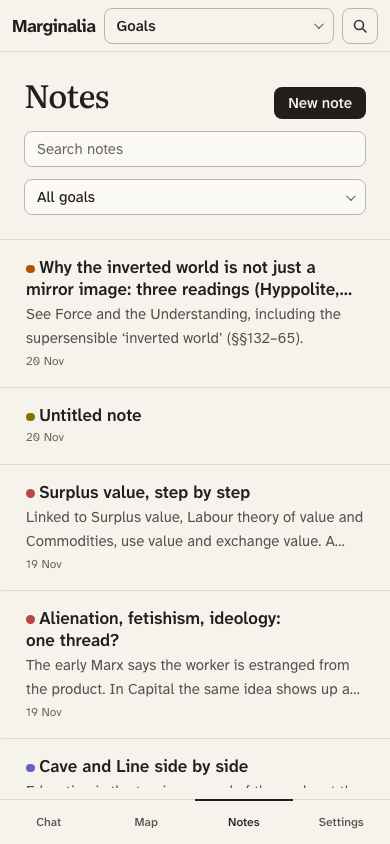 Marginalia
Goals
Notes
New note
Search notes
All goals
Why the inverted world is not just a
mirror image: three readings (Hyppolite,...
See Force and the Understanding, including the
supersensible ‘inverted world’ (§§132–65).
20 Nov
Untitled note
20 Nov
Surplus value, step by step
Linked to Surplus value, Labour theory of value and
Commodities, use value and exchange value. A...
19 Nov
Alienation, fetishism, ideology:
one thread?
The early Marx says the worker is estranged from
the product. In Capital the same idea shows up a...
19 Nov
Cave and Line side by side
Chat
Map
Notes
Settings